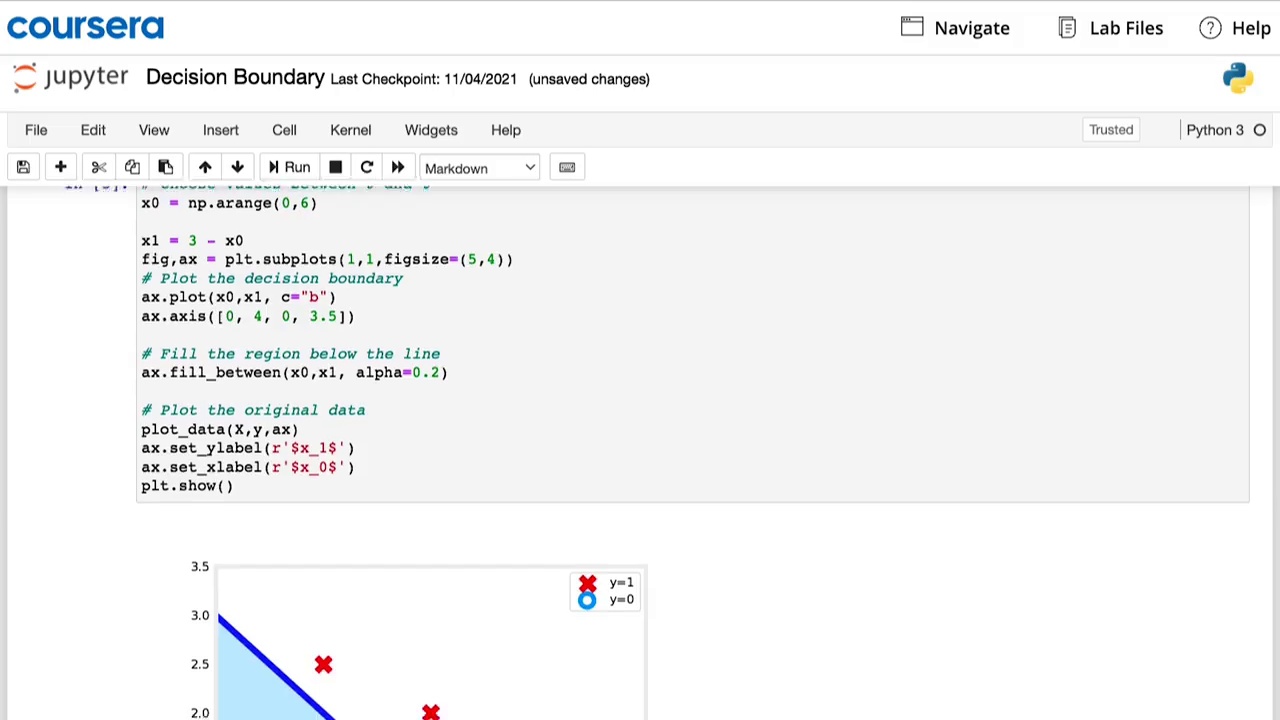 coursera
Navigate
Lab Files
Help
jupyter Decision Boundary Last Checkpoint: 11/04/2021 (unsaved changes)
File Edit View Insert Cell Kernel Widgets Help
Trusted
Python 3
Run
Markdown
x0 = np.arange(0,6)
x1 = 3 - x0
fig,ax = plt.subplots(1,1,figsize=(5,4))
# Plot the decision boundary
ax.plot(x0,x1, c="b")
ax.axis([0, 4, 0, 3.5])
# Fill the region below the line
ax.fill_between(x0,x1, alpha=0.2)
# Plot the original data
plot_data(X,y,ax)
ax.set_ylabel(r'$x_1$')
ax.set_xlabel(r'$x_0$')
plt.show()
3.5
y=1
y=0
3.0
2.5
2.0